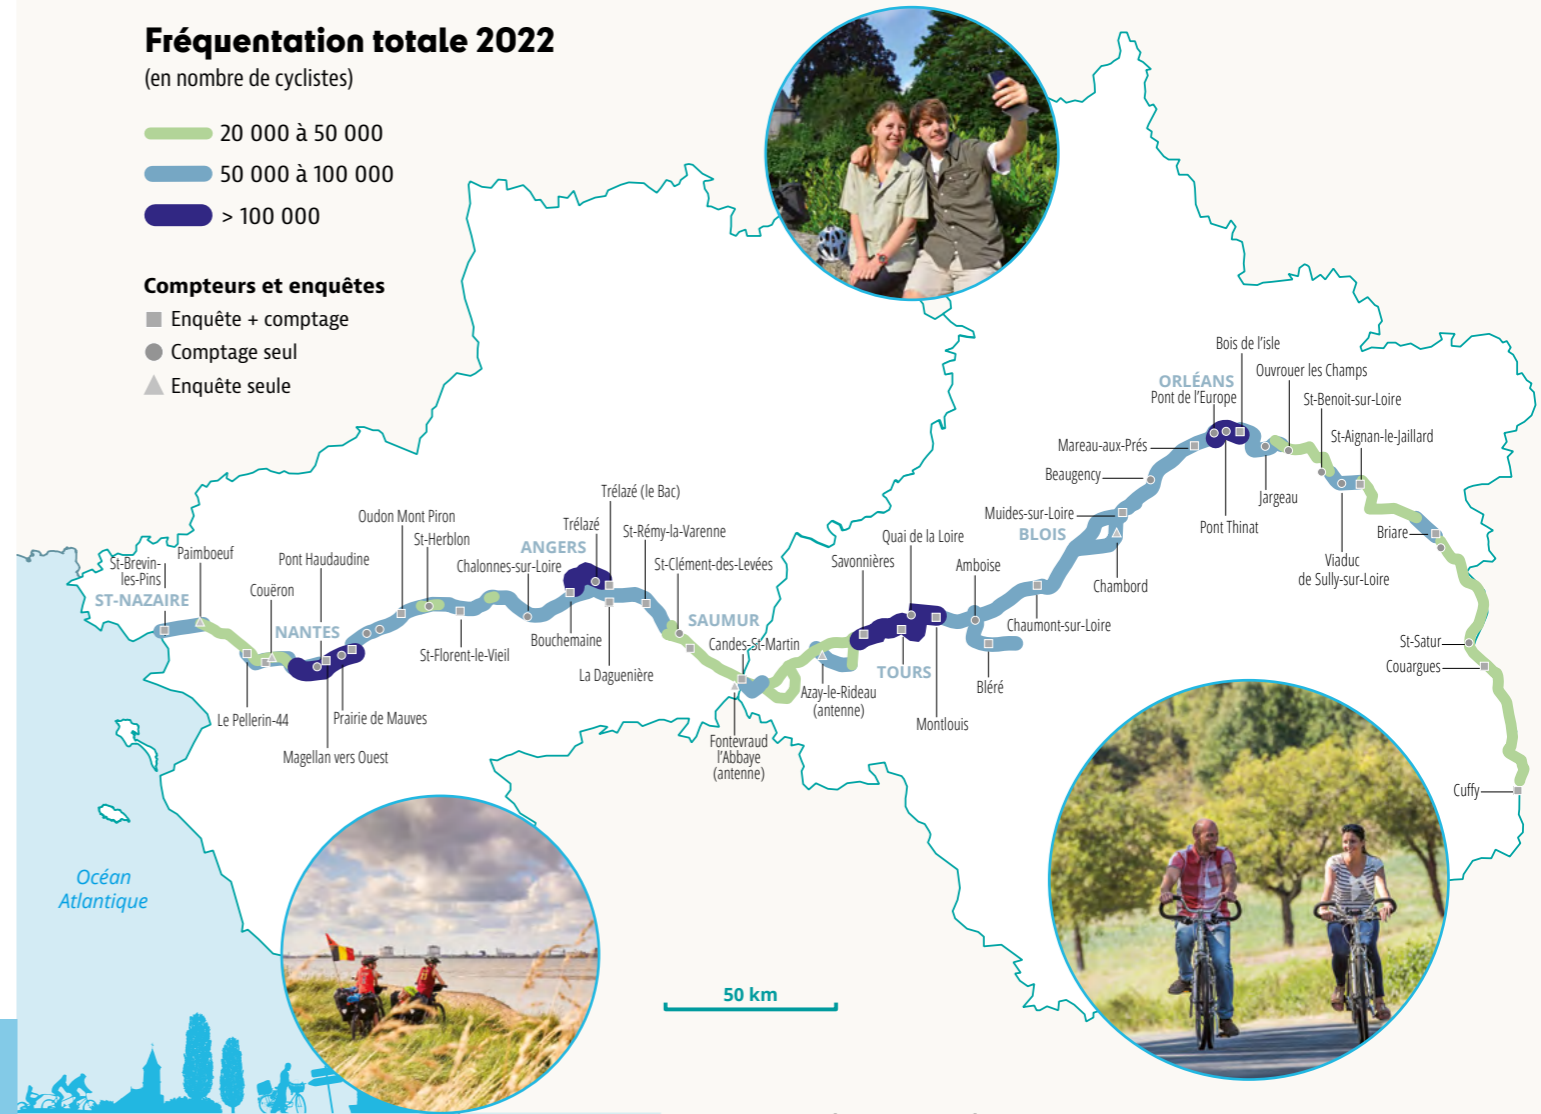 Fréquentation totale 2022
(en nombre de cyclistes)
20 000 à 50 000
50 000 à 100 000
> 100 000
Compteurs et enquêtes
Enquête + comptage
Comptage seul
Enquête seule
St-Brevin-
les-Pins
ST-NAZAIRE
Paimboeuf
Couëron
Le Pellerin-44
NANTES
Pont Haudaudine
Magellan vers Ouest
Prairie de Mauves
Oudon Mont Piron
St-Herblon
St-Florent-le-Vieil
Chalonnes-sur-Loire
ANGERS
Bouchemaine
Trélazé
Trélazé (le Bac)
La Daguenière
St-Rémy-la-Varenne
St-Clément-des-Levées
SAUMUR
Candes-St-Martin
Fontevraud
l'Abbaye
(antenne)
Azay-le-Rideau
(antenne)
Savonnières
Quai de la Loire
TOURS
Montlouis
Amboise
Bléré
Chaumont-sur-Loire
BLOIS
Muides-sur-Loire
Chambord
Beaugency
Mareau-aux-Prés
ORLÉANS
Pont de l'Europe
Pont Thinat
Bois de l'isle
Jargeau
Ouvrouer les Champs
St-Benoit-sur-Loire
Viaduc
de Sully-sur-Loire
St-Aignan-le-Jaillard
Briare
St-Satur
Couargues
Cuffy
Océan
Atlantique
50 km